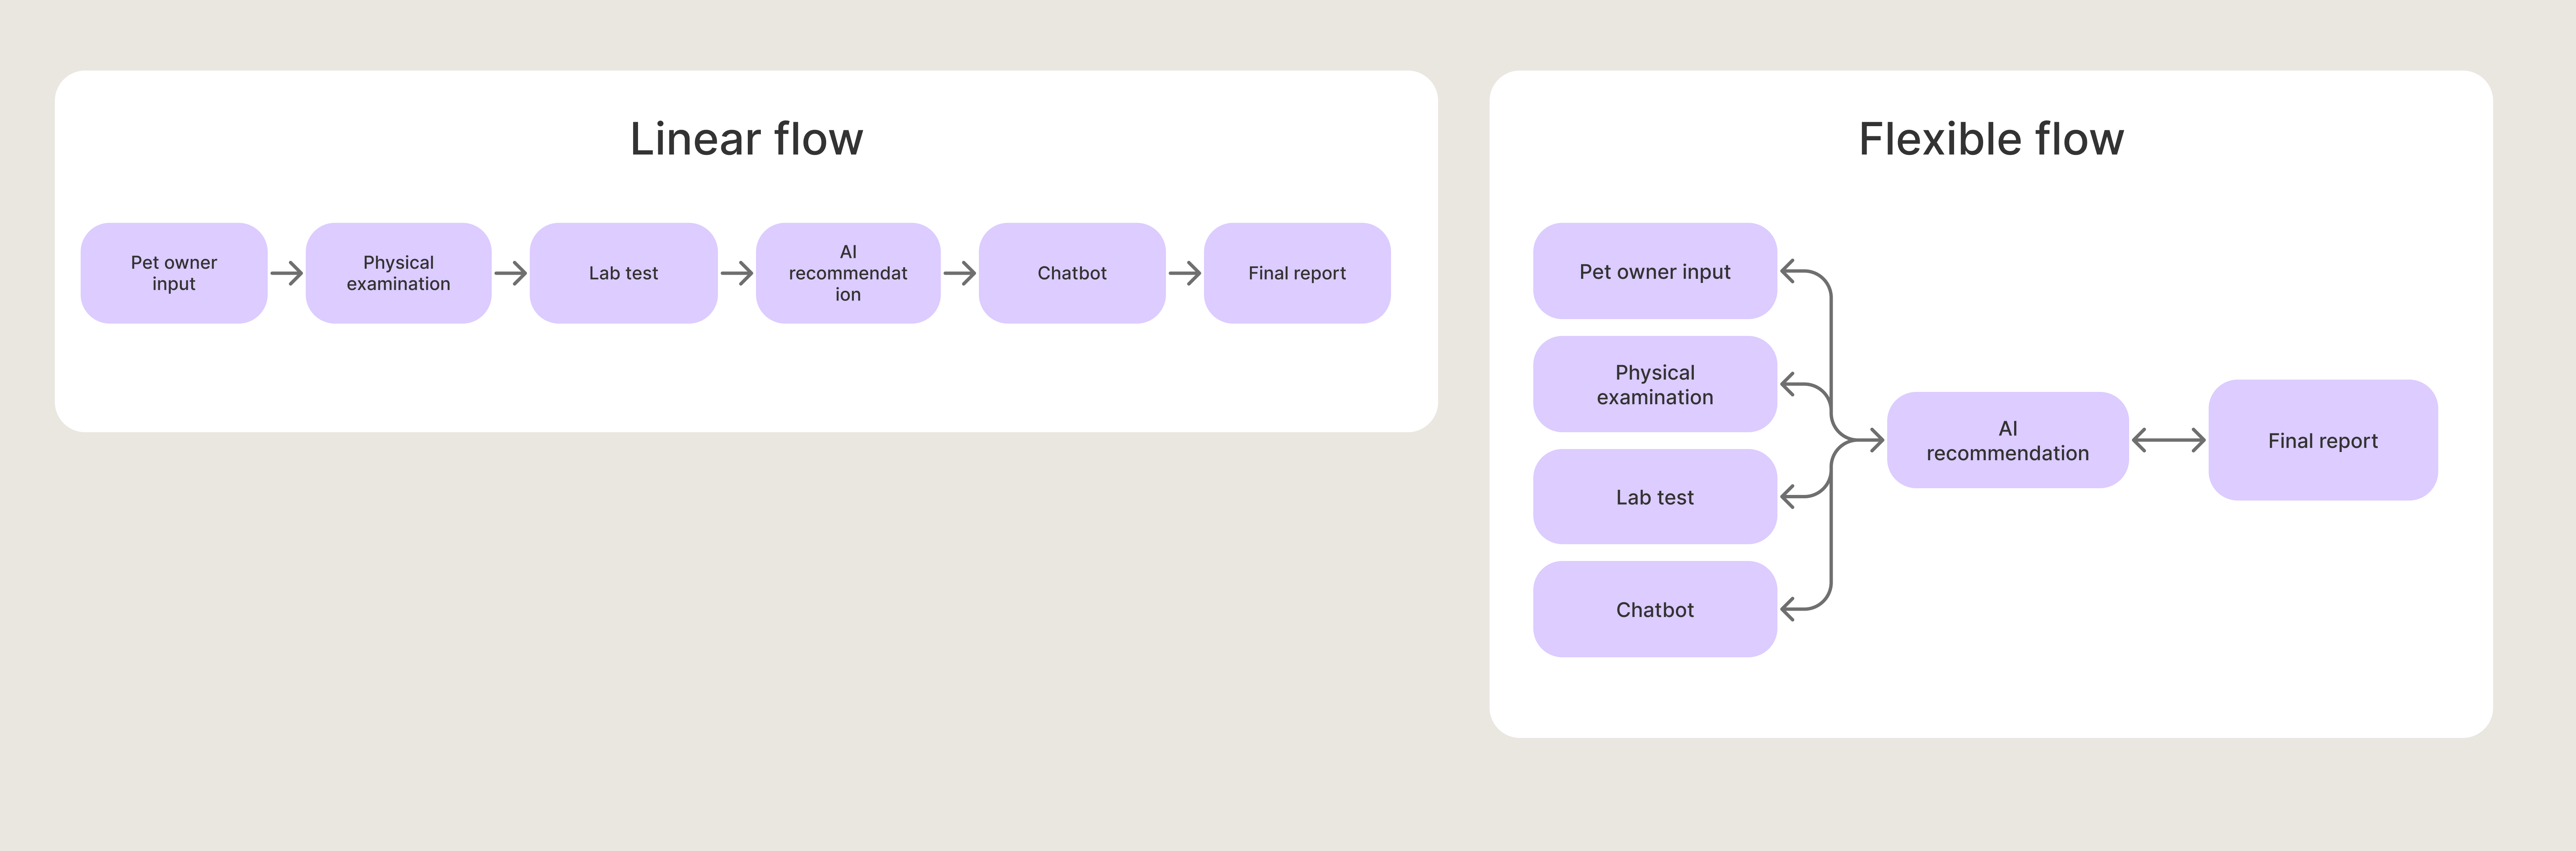 Linear flow
Pet owner
input
Physical
examination
Lab test
AI
recommendat
ion
Chatbot
Final report
Flexible flow
Pet owner input
Physical
examination
Lab test
Chatbot
AI
recommendation
Final report